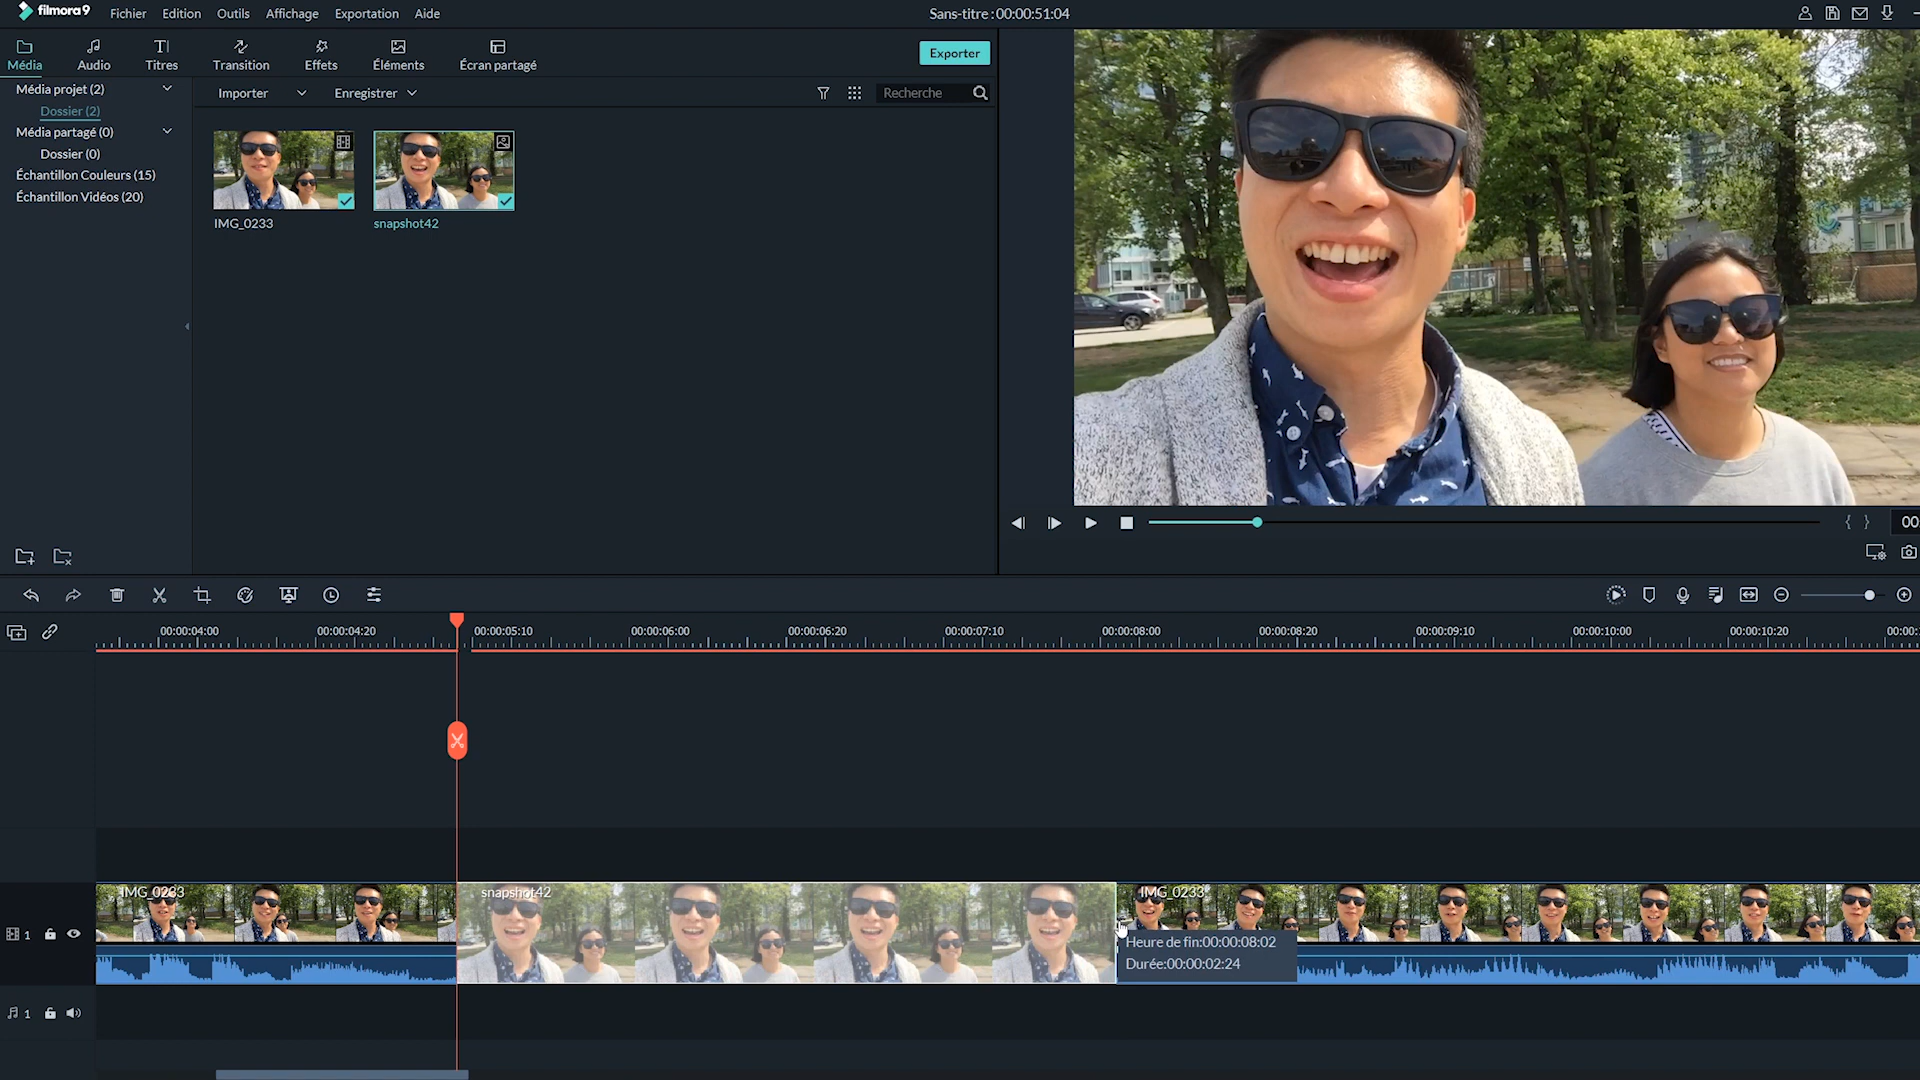 filmora9 Fichier Edition Outils Affichage Exportation Aide Sans-titre : 00:00:51:04
Média Audio Titres Transition Effets Éléments Écran partagé Exporter
Média projet (2)
Dossier (2)
Média partagé (0)
Dossier (0)
Échantillon Couleurs (15)
Échantillon Vidéos (20)
Importer Enregistrer Recherche
IMG_0233 snapshot42
00:
00:00:04:00 00:00:04:20 00:00:05:10 00:00:06:00 00:00:06:20 00:00:07:10 00:00:08:00 00:00:08:20 00:00:09:10 00:00:10:00 00:00:10:20 00:00:1
IMG_0233 snapshot42 IMG_0233
1
Heure de fin:00:00:08:02
Durée:00:00:02:24
1